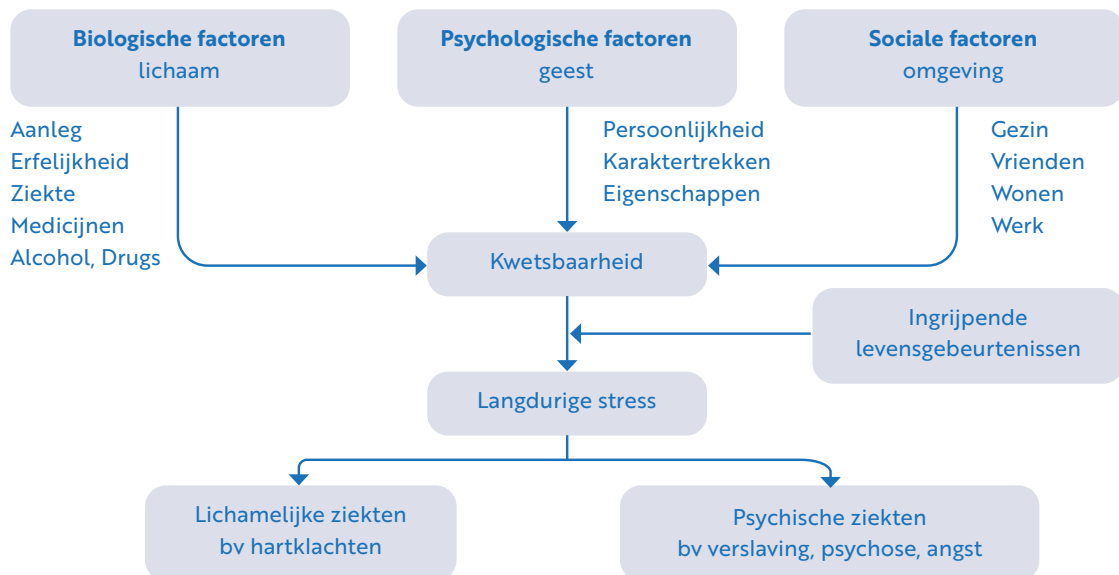 Biologische factoren
lichaam
Psychologische factoren
geest
Sociale factoren
omgeving
Aanleg
Erfelijkheid
Ziekte
Medicijnen
Alcohol, Drugs
Persoonlijkheid
Karaktertrekken
Eigenschappen
Gezin
Vrienden
Wonen
Werk
Kwetsbaarheid
Ingrijpende
levensgebeurtenissen
Langdurige stress
Lichamelijke ziekten
bv hartklachten
Psychische ziekten
bv verslaving, psychose, angst